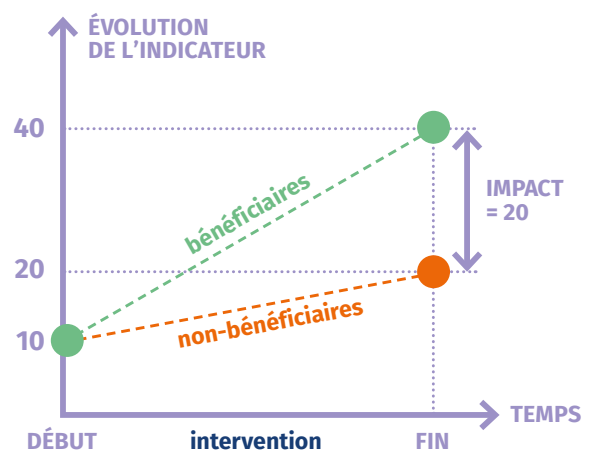 ÉVOLUTION
DE L'INDICATEUR
40
bénéficiaires
IMPACT
= 20
20
non-bénéficiaires
10
TEMPS
DÉBUT
intervention
FIN